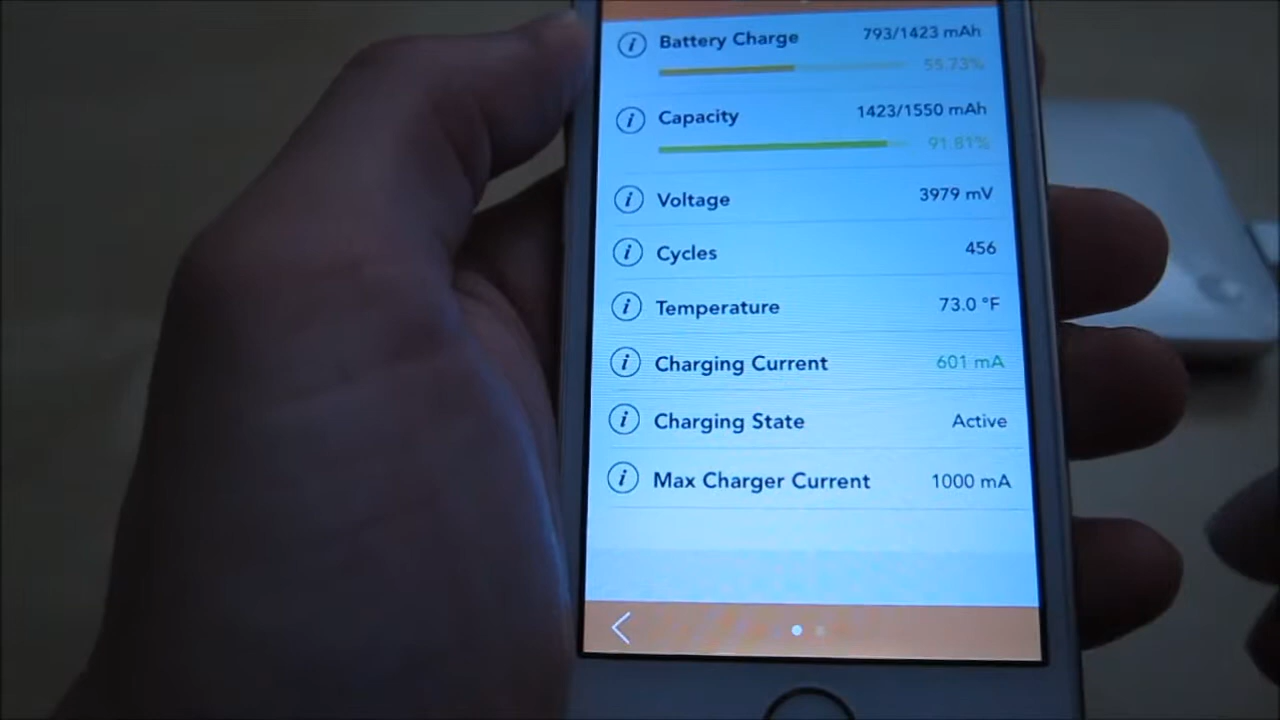 Battery Charge 793/1423 mAh
55.73%
Capacity 1423/1550 mAh
91.81%
Voltage 3979 mV
Cycles 456
Temperature 73.0 °F
Charging Current 601 mA
Charging State Active
Max Charger Current 1000 mA